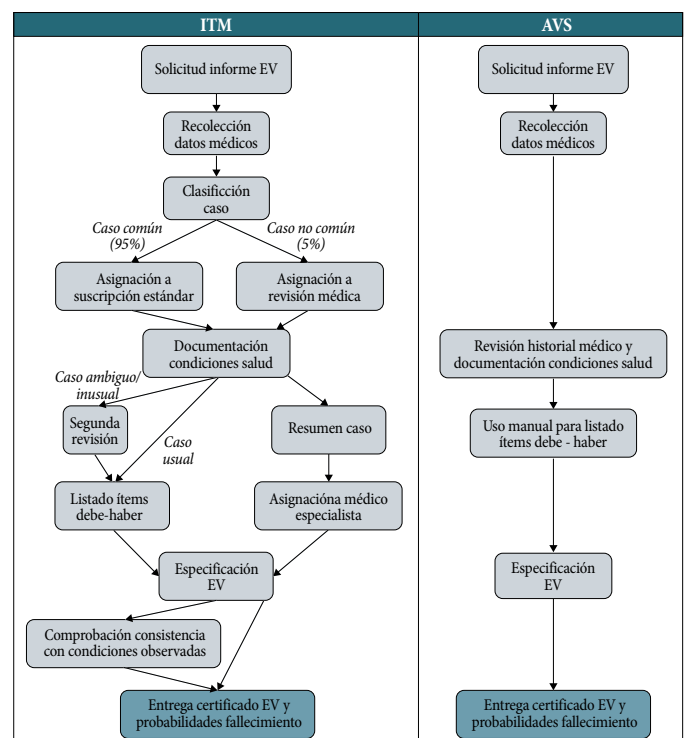 ITM
Solicitud informe EV
Recolección
datos médicos
Clasificción
caso
Caso común
(95%)
Caso no común
(5%)
Asignación a
suscripción estándar
Asignación a
revisión médica
Documentación
condiciones salud
Caso ambiguo/
inusual
Segunda
revisión
Caso
usual
Resumen caso
Listado ítems
debe-haber
Asignacióna médico
especialista
Especificación
EV
Comprobación consistencia
con condiciones observadas
Entrega certificado EV y
probabilidades fallecimiento
AVS
Solicitud informe EV
Recolección
datos médicos
Revisión historial médico y
documentación condiciones salud
Uso manual para listado
ítems debe - haber
Especificación
EV
Entrega certificado EV y
probabilidades fallecimiento